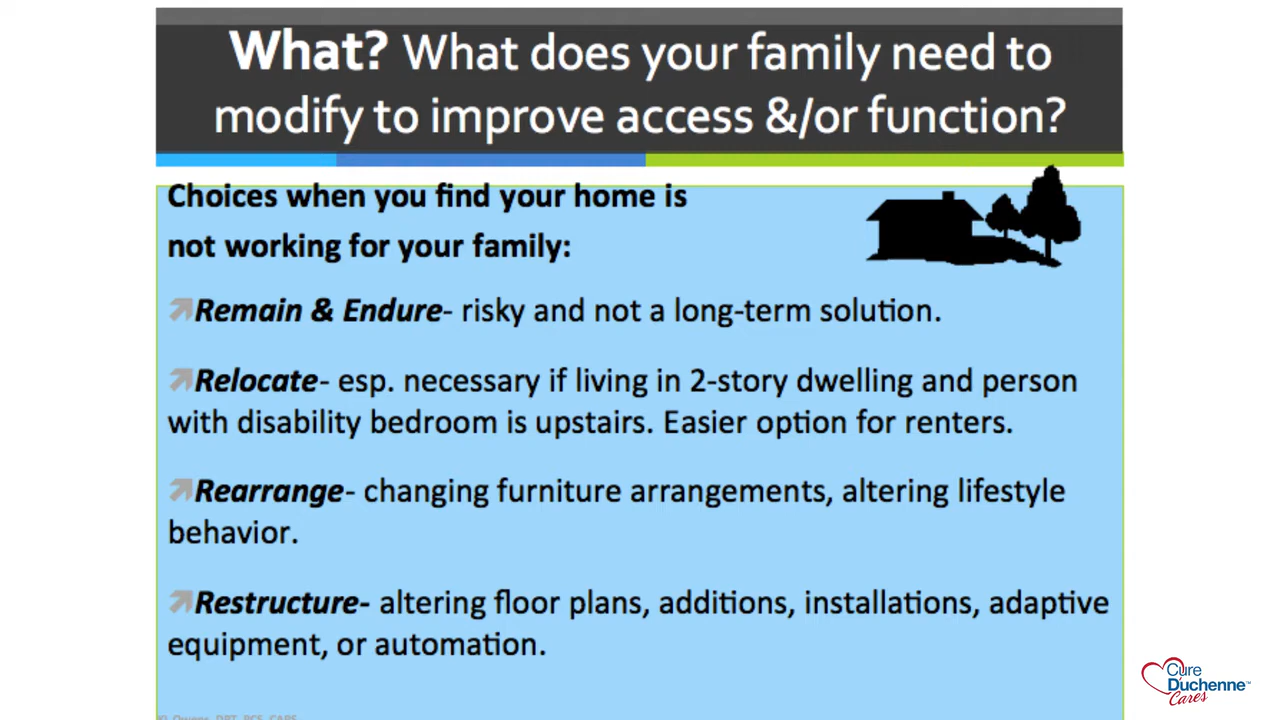 What? What does your family need to
modify to improve access &/or function?
Choices when you find your home is
not working for your family:
Remain & Endure- risky and not a long-term solution.
Relocate- esp. necessary if living in 2-story dwelling and person
with disability bedroom is upstairs. Easier option for renters.
Rearrange- changing furniture arrangements, altering lifestyle
behavior.
Restructure- altering floor plans, additions, installations, adaptive
equipment, or automation.
Cure
Duchenne™
Cares